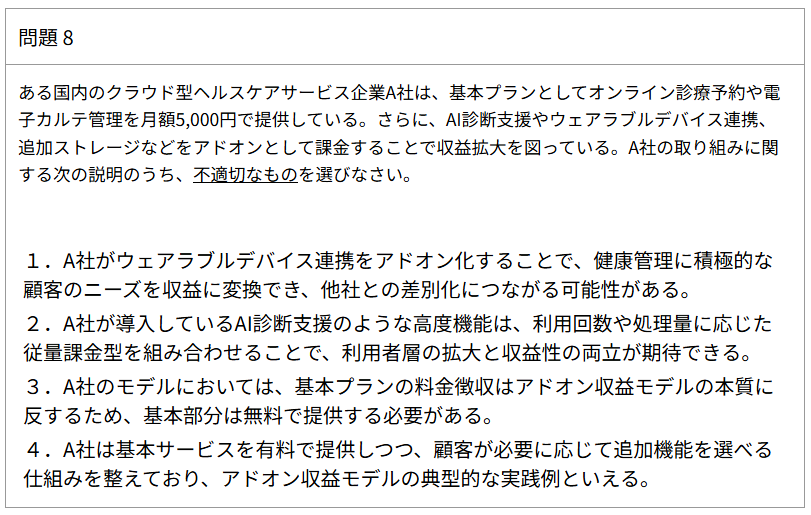 問題 8
ある国内のクラウド型ヘルスケアサービス企業A社は、基本プランとしてオンライン診療予約や電
子カルテ管理を月額5,000円で提供している。さらに、AI診断支援やウェアラブルデバイス連携、
追加ストレージなどをアドオンとして課金することで収益拡大を図っている。A社の取り組みに関
する次の説明のうち、不適切なものを選びなさい。
１．A社がウェアラブルデバイス連携をアドオン化することで、健康管理に積極的な
顧客のニーズを収益に変換でき、他社との差別化につながる可能性がある。
２．A社が導入しているAI診断支援のような高度機能は、利用回数や処理量に応じた
従量課金型を組み合わせることで、利用者層の拡大と収益性の両立が期待できる。
３．A社のモデルにおいては、基本プランの料金徴収はアドオン収益モデルの本質に
反するため、基本部分は無料で提供する必要がある。
４．A社は基本サービスを有料で提供しつつ、顧客が必要に応じて追加機能を選べる
仕組みを整えており、アドオン収益モデルの典型的な実践例といえる。